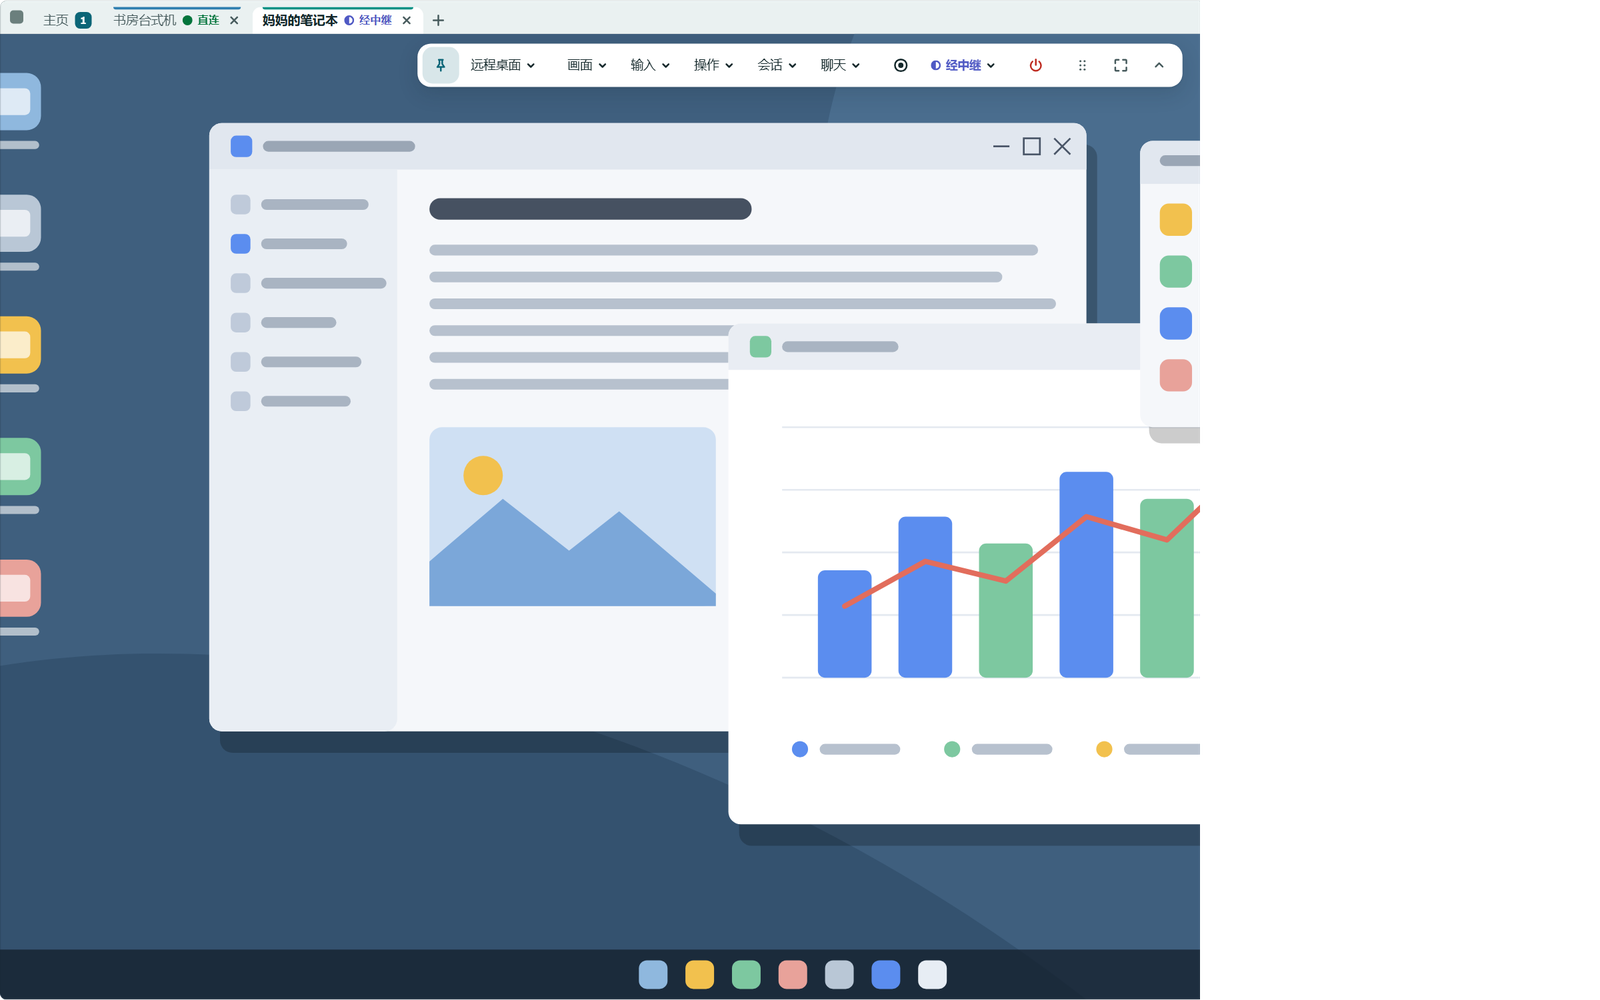 主页 1 书房台式机 直连 妈妈的笔记本 经中继
远程桌面 画面 输入 操作 会话 聊天 经中继